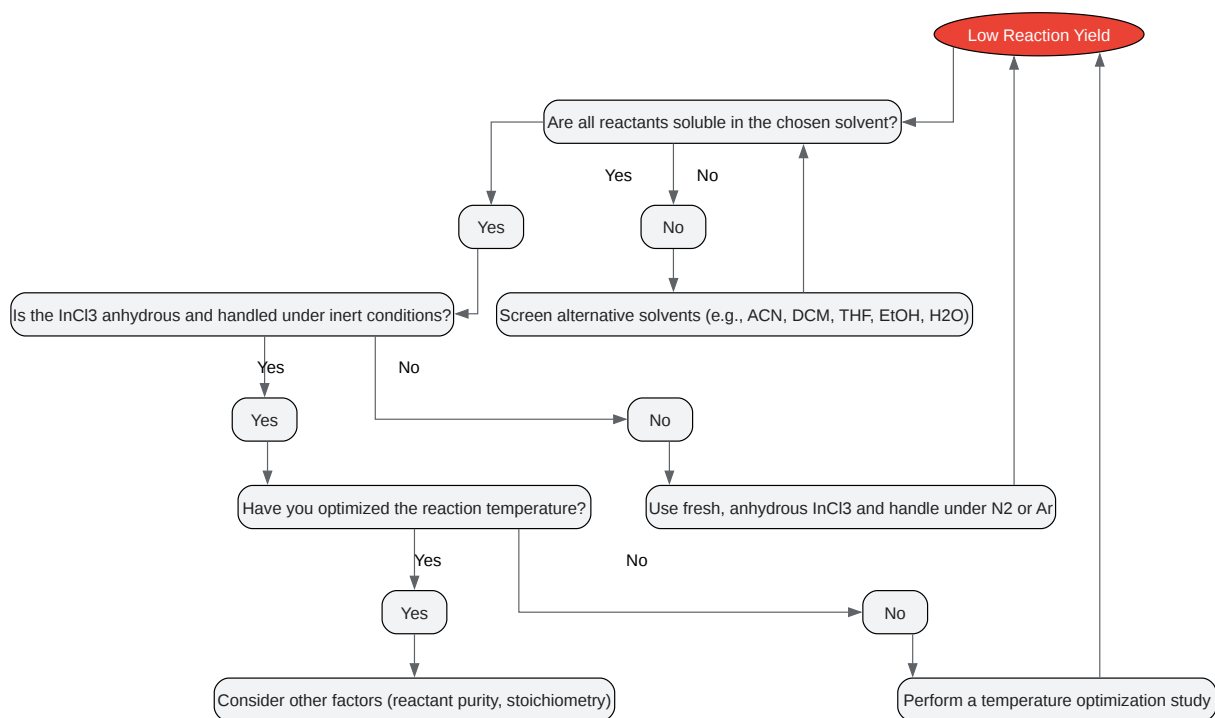 Low Reaction Yield
Are all reactants soluble in the chosen solvent?
Yes
No
Yes
No
Is the InCl3 anhydrous and handled under inert conditions?
Screen alternative solvents (e.g., ACN, DCM, THF, EtOH, H2O)
Yes
No
Yes
No
Have you optimized the reaction temperature?
Use fresh, anhydrous InCl3 and handle under N2 or Ar
Yes
No
Yes
No
Consider other factors (reactant purity, stoichiometry)
Perform a temperature optimization study